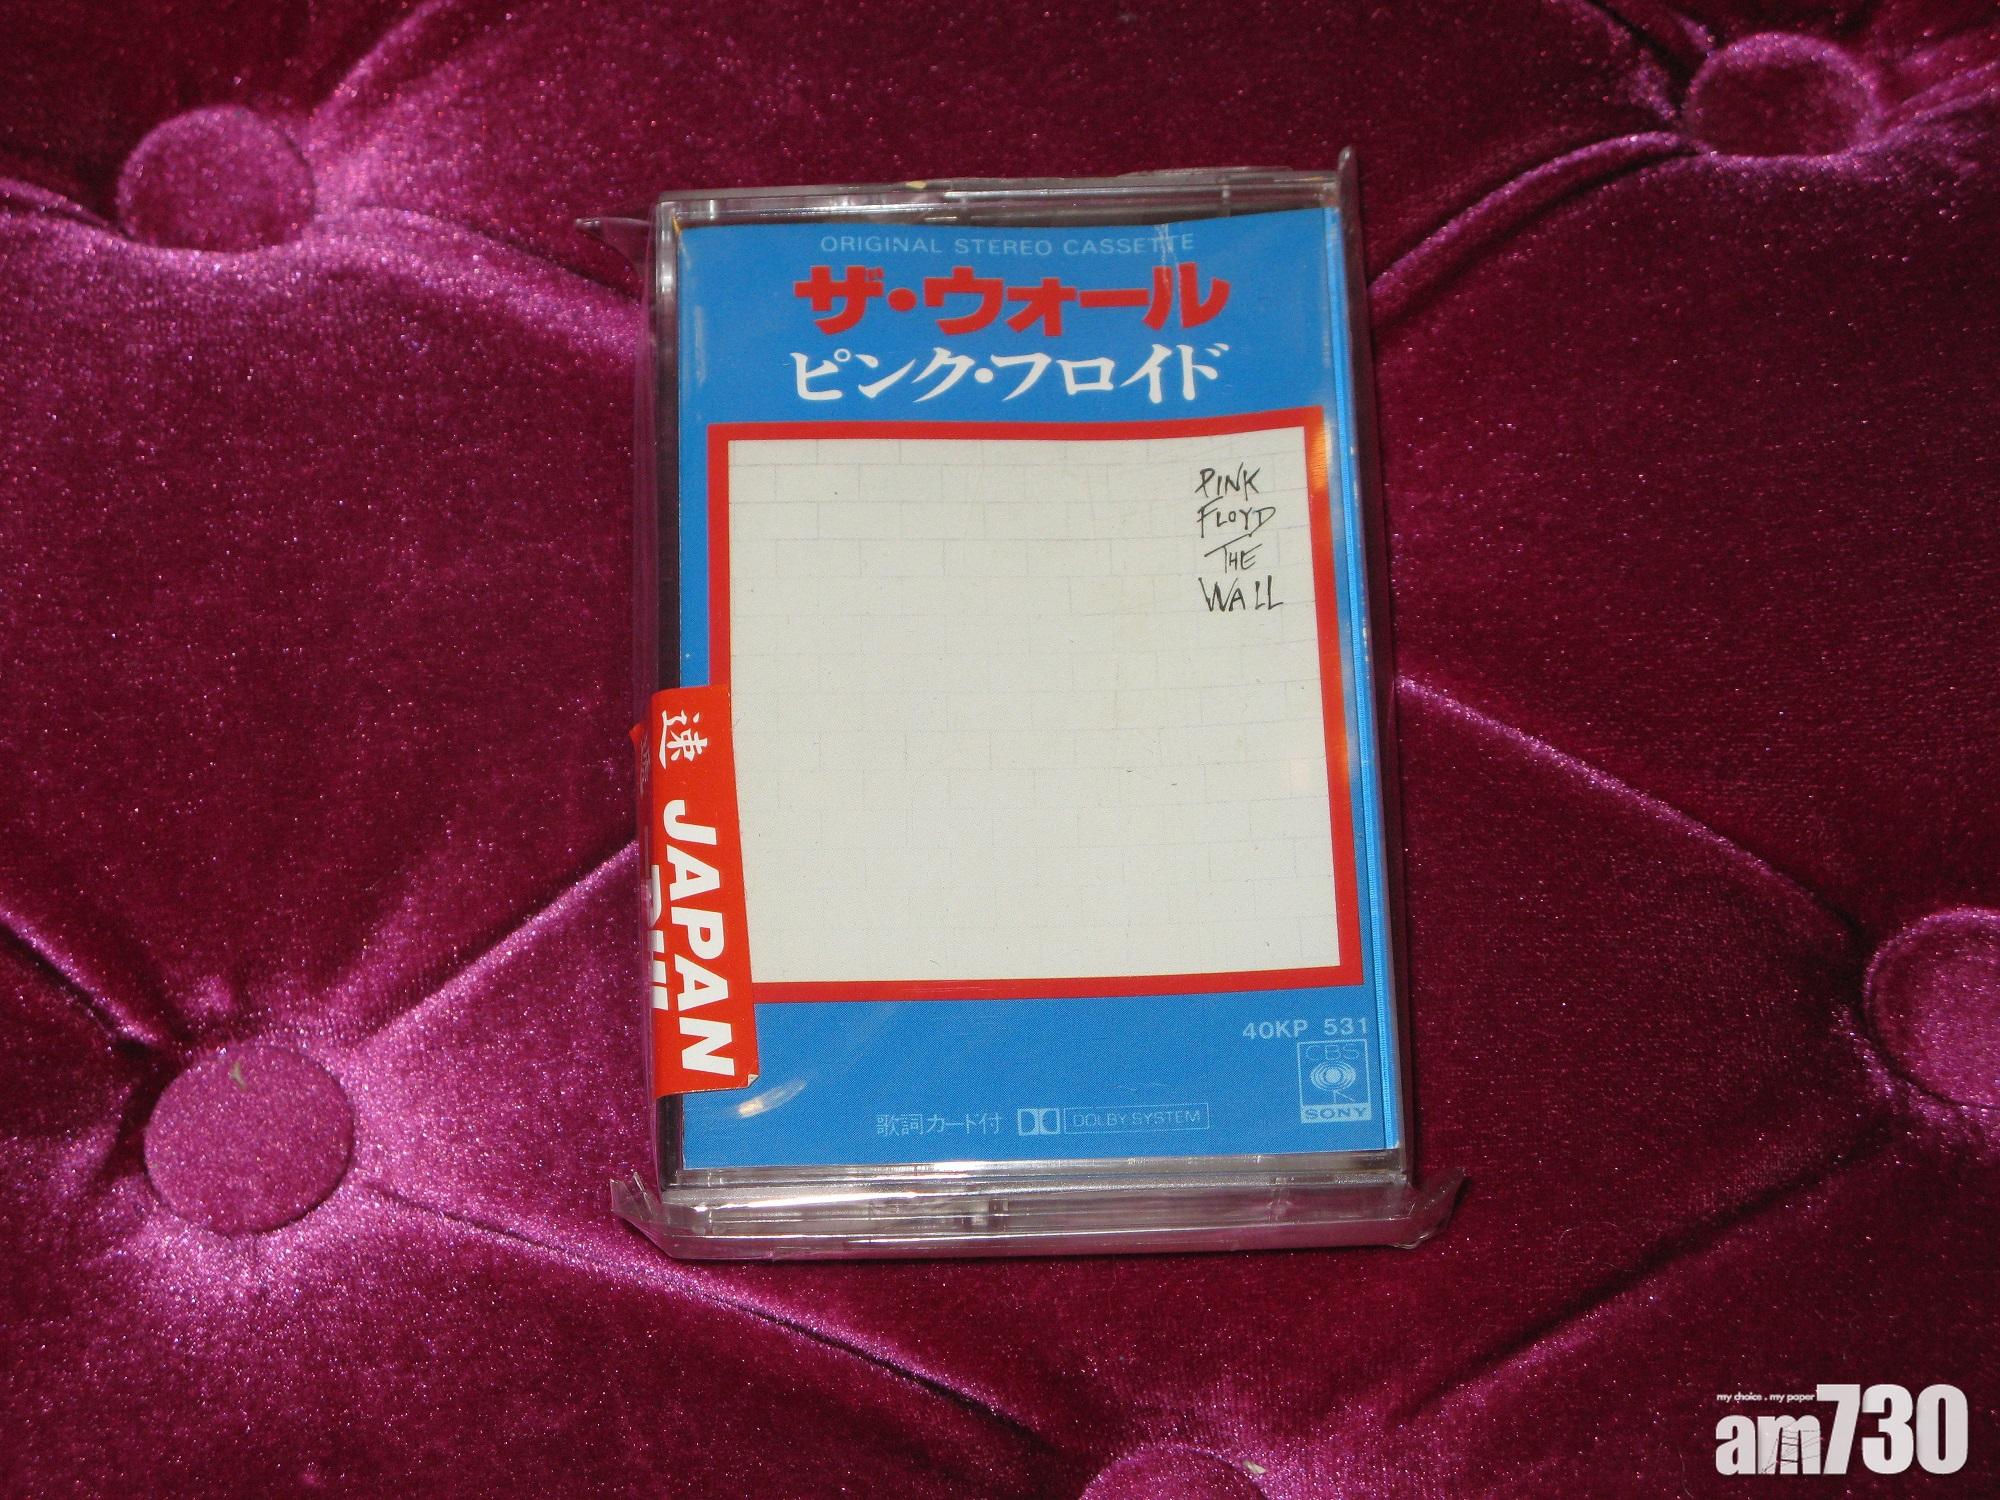 ORIGINAL STEREO CASSETTE
ザ・ウォール
ピンク・フロイド
PINK
FLOYD
THE
WALL
速 JAPAN
40KP 531
CBS
SONY
歌詞カード付 DOLBY SYSTEM
my choice . my paper
am730